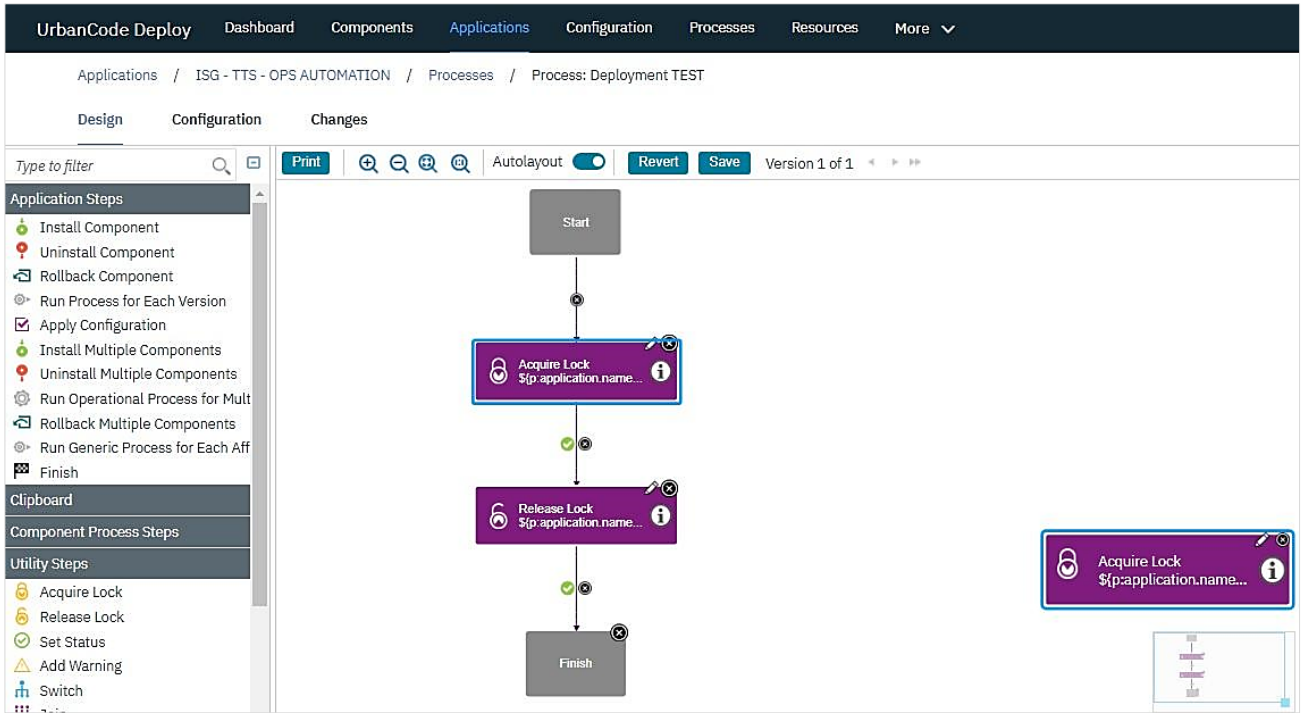 UrbanCode Deploy Dashboard Components Applications Configuration Processes Resources More
Applications / ISG - TTS - OPS AUTOMATION / Processes / Process: Deployment TEST
Design Configuration Changes
Type to filter
Print Autolayout Revert Save Version 1 of 1
Application Steps
Install Component
Uninstall Component
Rollback Component
Run Process for Each Version
Apply Configuration
Install Multiple Components
Uninstall Multiple Components
Run Operational Process for Mult
Rollback Multiple Components
Run Generic Process for Each Aff
Finish
Clipboard
Component Process Steps
Utility Steps
Acquire Lock
Release Lock
Set Status
Add Warning
Switch
Start
Acquire Lock
${p:application.name...
Release Lock
${p:application.name...
Finish
Acquire Lock
${p:application.name...